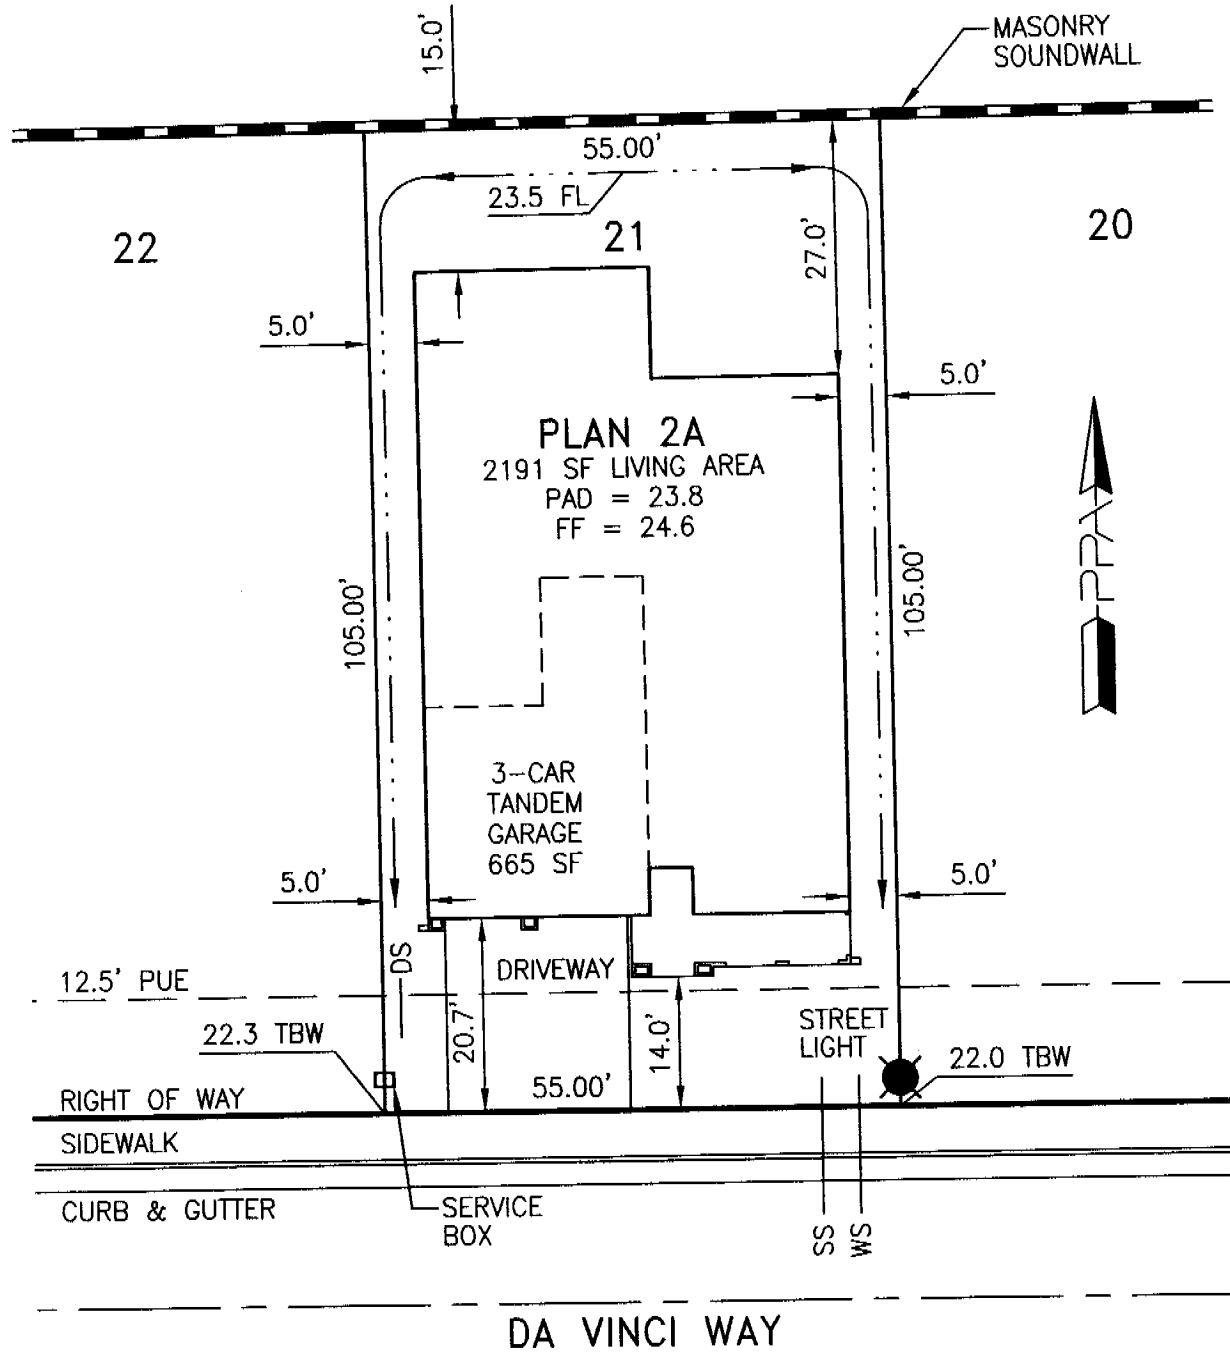 15.0'
MASONRY
SOUNDWALL
55.00'
23.5 FL
22
21
20
27.0'
5.0'
5.0'
PLAN 2A
2191 SF LIVING AREA
PAD = 23.8
FF = 24.6
PPA
105.00'
105.00'
3-CAR
TANDEM
GARAGE
665 SF
5.0'
5.0'
DS
DRIVEWAY
12.5' PUE
20.7'
14.0'
STREET
LIGHT
22.3 TBW
22.0 TBW
55.00'
RIGHT OF WAY
SIDEWALK
CURB & GUTTER
SERVICE
BOX
SS
WS
DA VINCI WAY